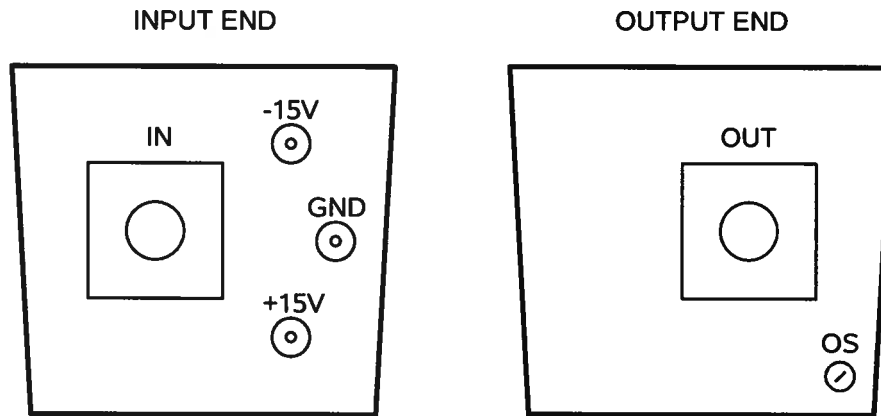 INPUT END
OUTPUT END
-15V
IN
OUT
GND
+15V
OS